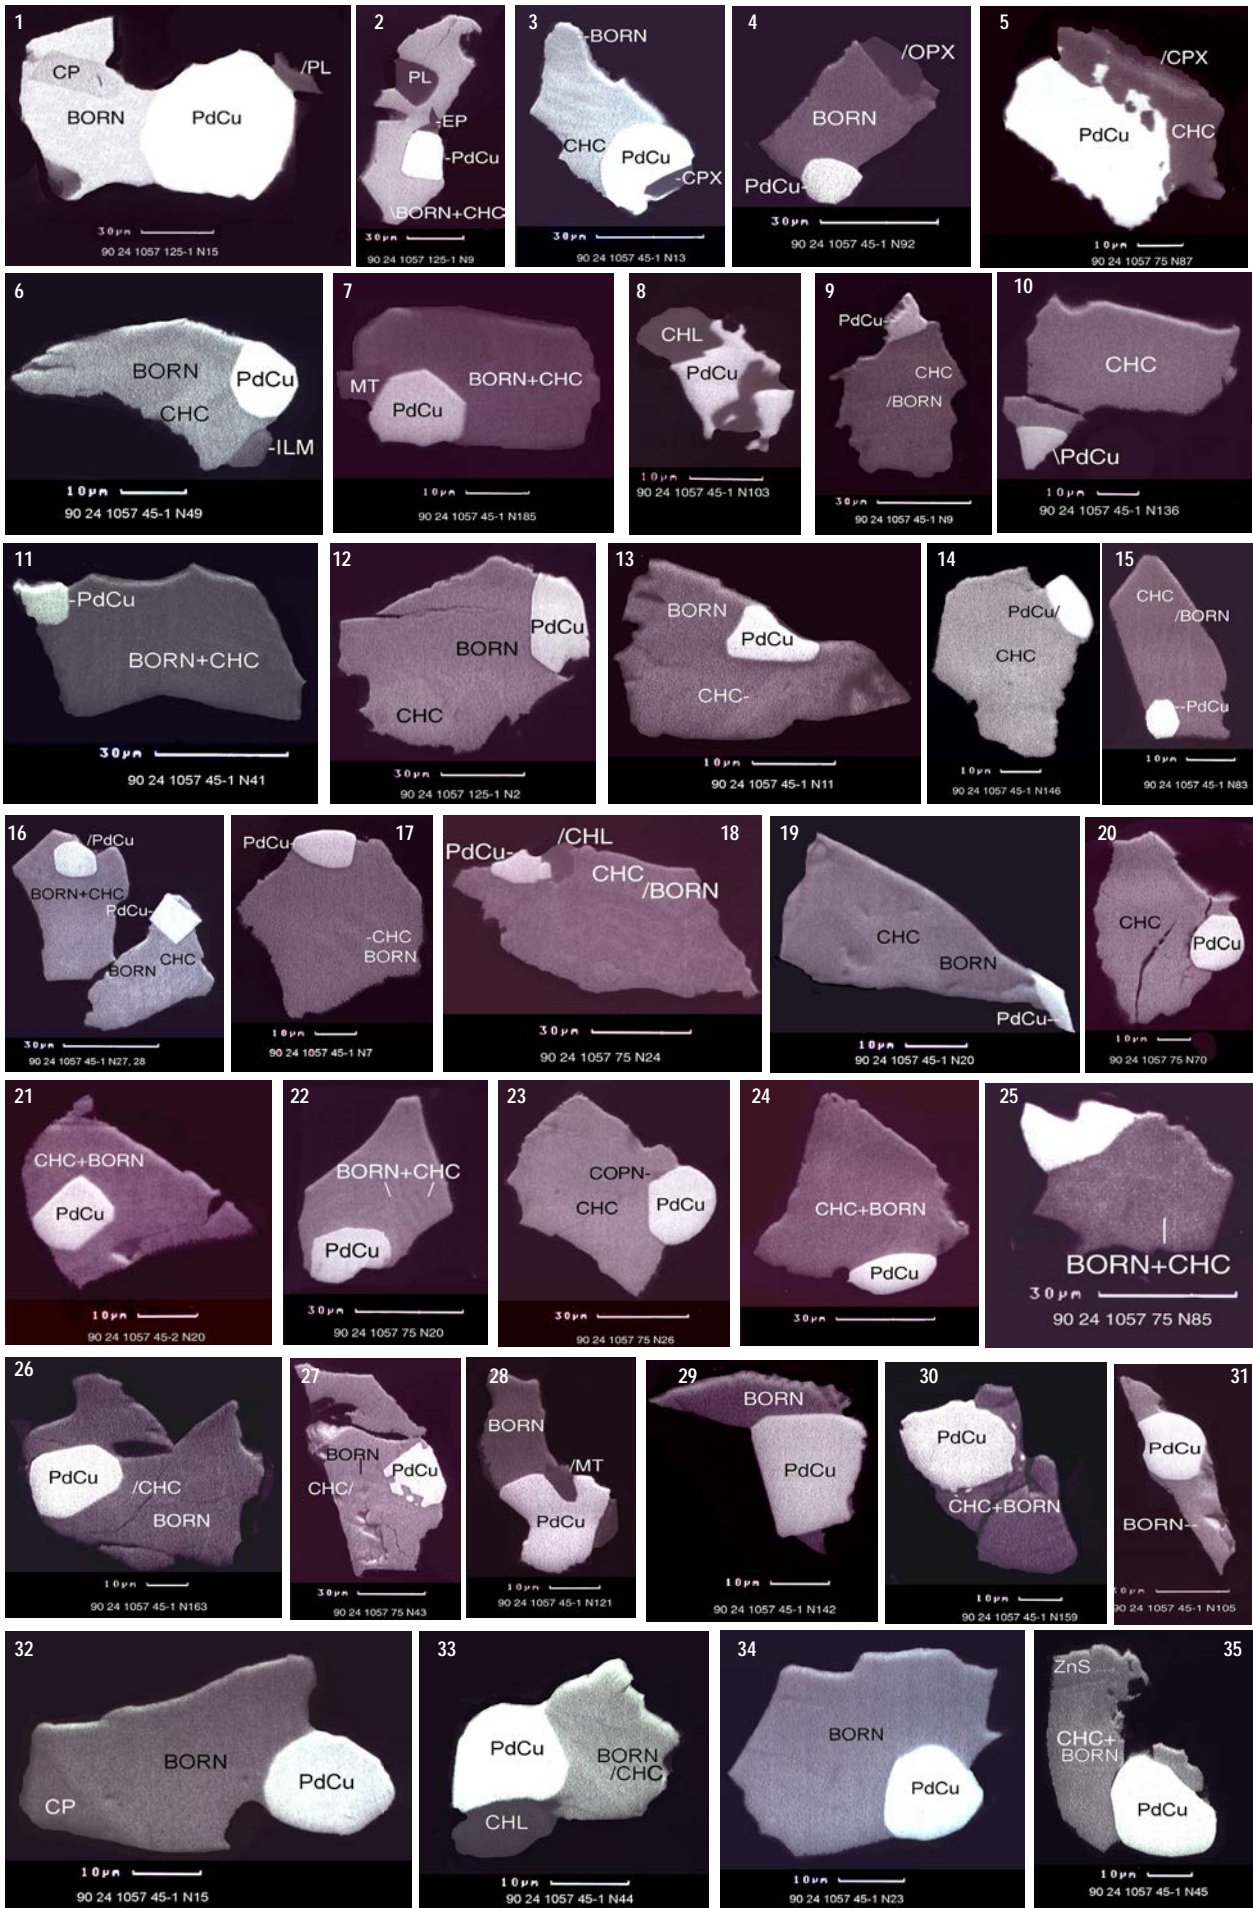 1
CP
BORN
PdCu
/PL
30µm
90 24 1057 125-1 N15
2
PL
-EP
-PdCu
\BORN+CHC
30µm
90 24 1057 125-1 N9
3
--BORN
CHC
PdCu
-CPX
30µm
90 24 1057 45-1 N13
4
/OPX
BORN
PdCu-
30µm
90 24 1057 45-1 N92
5
/CPX
PdCu
CHC
10µm
90 24 1057 75 N87
6
BORN
PdCu
CHC
-ILM
10µm
90 24 1057 45-1 N49
7
MT
BORN+CHC
PdCu
10µm
90 24 1057 45-1 N185
8
CHL
PdCu
10µm
90 24 1057 45-1 N103
9
PdCu-
CHC
/BORN
30µm
90 24 1057 45-1 N9
10
CHC
\PdCu
10µm
90 24 1057 45-1 N136
11
-PdCu
BORN+CHC
30µm
90 24 1057 45-1 N41
12
PdCu
BORN
CHC
30µm
90 24 1057 125-1 N2
13
BORN
PdCu
CHC-
10µm
90 24 1057 45-1 N11
14
PdCu/
CHC
10µm
90 24 1057 45-1 N146
15
CHC
/BORN
--PdCu
10µm
90 24 1057 45-1 N83
16
/PdCu
BORN+CHC
PdCu-
CHC
BORN
30µm
90 24 1057 45-1 N27, 28
17
PdCu-
-CHC
BORN
10µm
90 24 1057 45-1 N7
18
/CHL
PdCu-
CHC
/BORN
30µm
90 24 1057 75 N24
19
CHC
BORN
PdCu--
10µm
90 24 1057 45-1 N20
20
CHC
PdCu
10µm
90 24 1057 75 N70
21
CHC+BORN
PdCu
10µm
90 24 1057 45-2 N20
22
BORN+CHC
PdCu
30µm
90 24 1057 75 N20
23
COPN-
CHC
PdCu
30µm
90 24 1057 75 N26
24
CHC+BORN
PdCu
30µm
25
BORN+CHC
30µm
90 24 1057 75 N85
26
PdCu
/CHC
BORN
10µm
90 24 1057 45-1 N163
27
BORN
PdCu
CHC/
30µm
90 24 1057 75 N43
28
BORN
/MT
PdCu
10µm
90 24 1057 45-1 N121
29
BORN
PdCu
10µm
90 24 1057 45-1 N142
30
PdCu
CHC+BORN
10µm
90 24 1057 45-1 N159
31
PdCu
BORN--
30µm
90 24 1057 45-1 N105
32
BORN
PdCu
CP
10µm
90 24 1057 45-1 N15
33
PdCu
BORN
/CHC
CHL
10µm
90 24 1057 45-1 N44
34
BORN
PdCu
10µm
90 24 1057 45-1 N23
35
ZnS
CHC+
BORN
PdCu
10µm
90 24 1057 45-1 N45